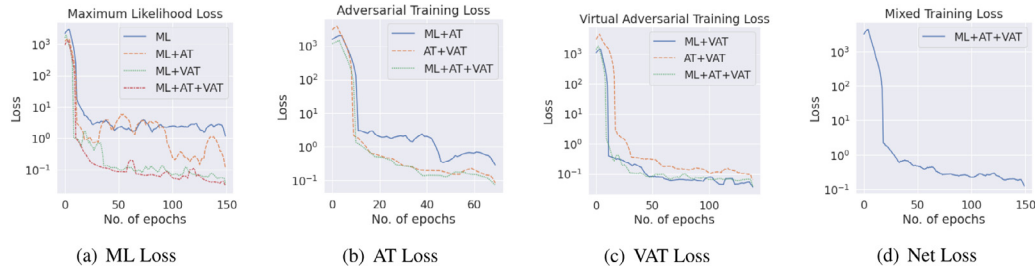 Maximum Likelihood Loss
ML
ML+AT
ML+VAT
ML+AT+VAT
Loss
10³
10²
10¹
10⁰
10⁻¹
0 50 100 150
No. of epochs
(a) ML Loss
Adversarial Training Loss
ML+AT
AT+VAT
ML+AT+VAT
Loss
10³
10²
10¹
10⁰
10⁻¹
0 20 40 60
No. of epochs
(b) AT Loss
Virtual Adversarial Training Loss
ML+VAT
AT+VAT
ML+AT+VAT
Loss
10³
10²
10¹
10⁰
10⁻¹
0 50 100
No. of epochs
(c) VAT Loss
Mixed Training Loss
ML+AT+VAT
Loss
10³
10²
10¹
10⁰
10⁻¹
0 50 100 150
No. of epochs
(d) Net Loss